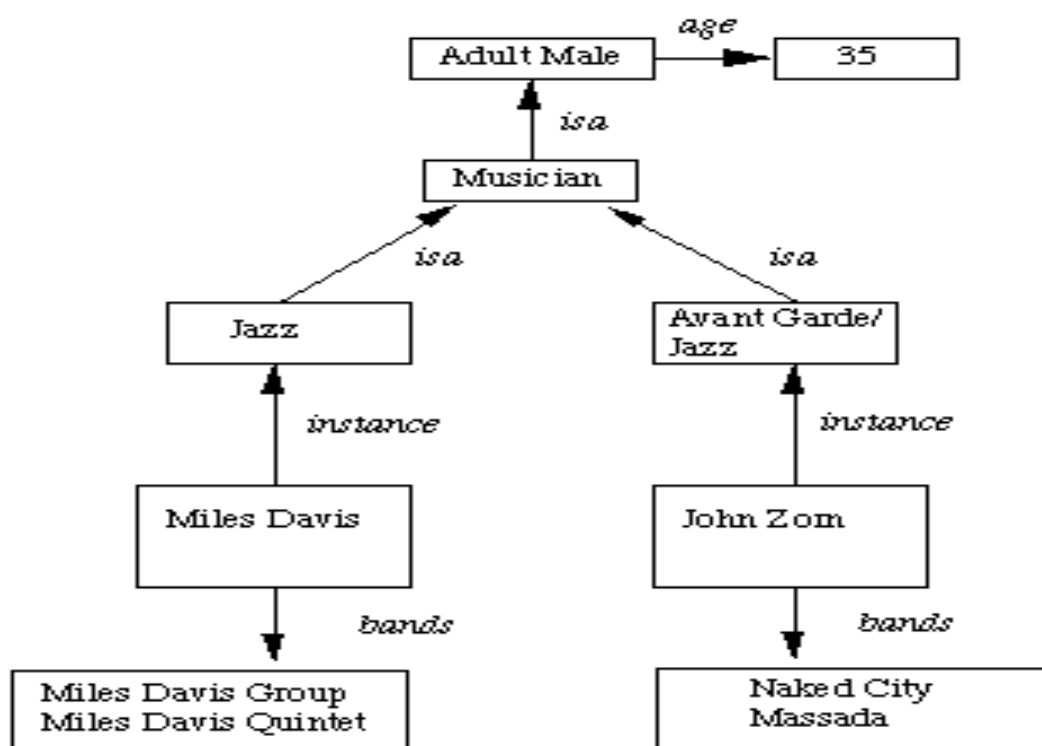 age
Adult Male
35
isa
Musician
isa
isa
Jazz
Avant Garde/
Jazz
instance
instance
Miles Davis
John Zorn
bands
bands
Miles Davis Group
Miles Davis Quintet
Naked City
Massada